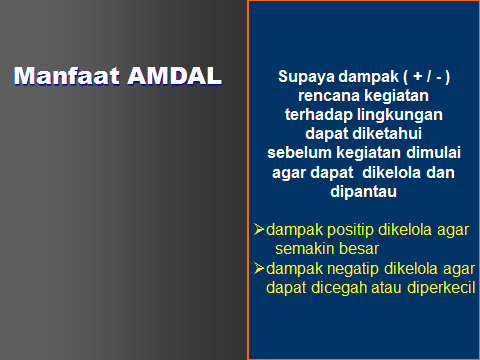 Manfaat AMDAL
Supaya dampak ( + / - )
rencana kegiatan
terhadap lingkungan
dapat diketahui
sebelum kegiatan dimulai
agar dapat dikelola dan
dipantau
➢dampak positip dikelola agar
semakin besar
➢dampak negatip dikelola agar
dapat dicegah atau diperkecil